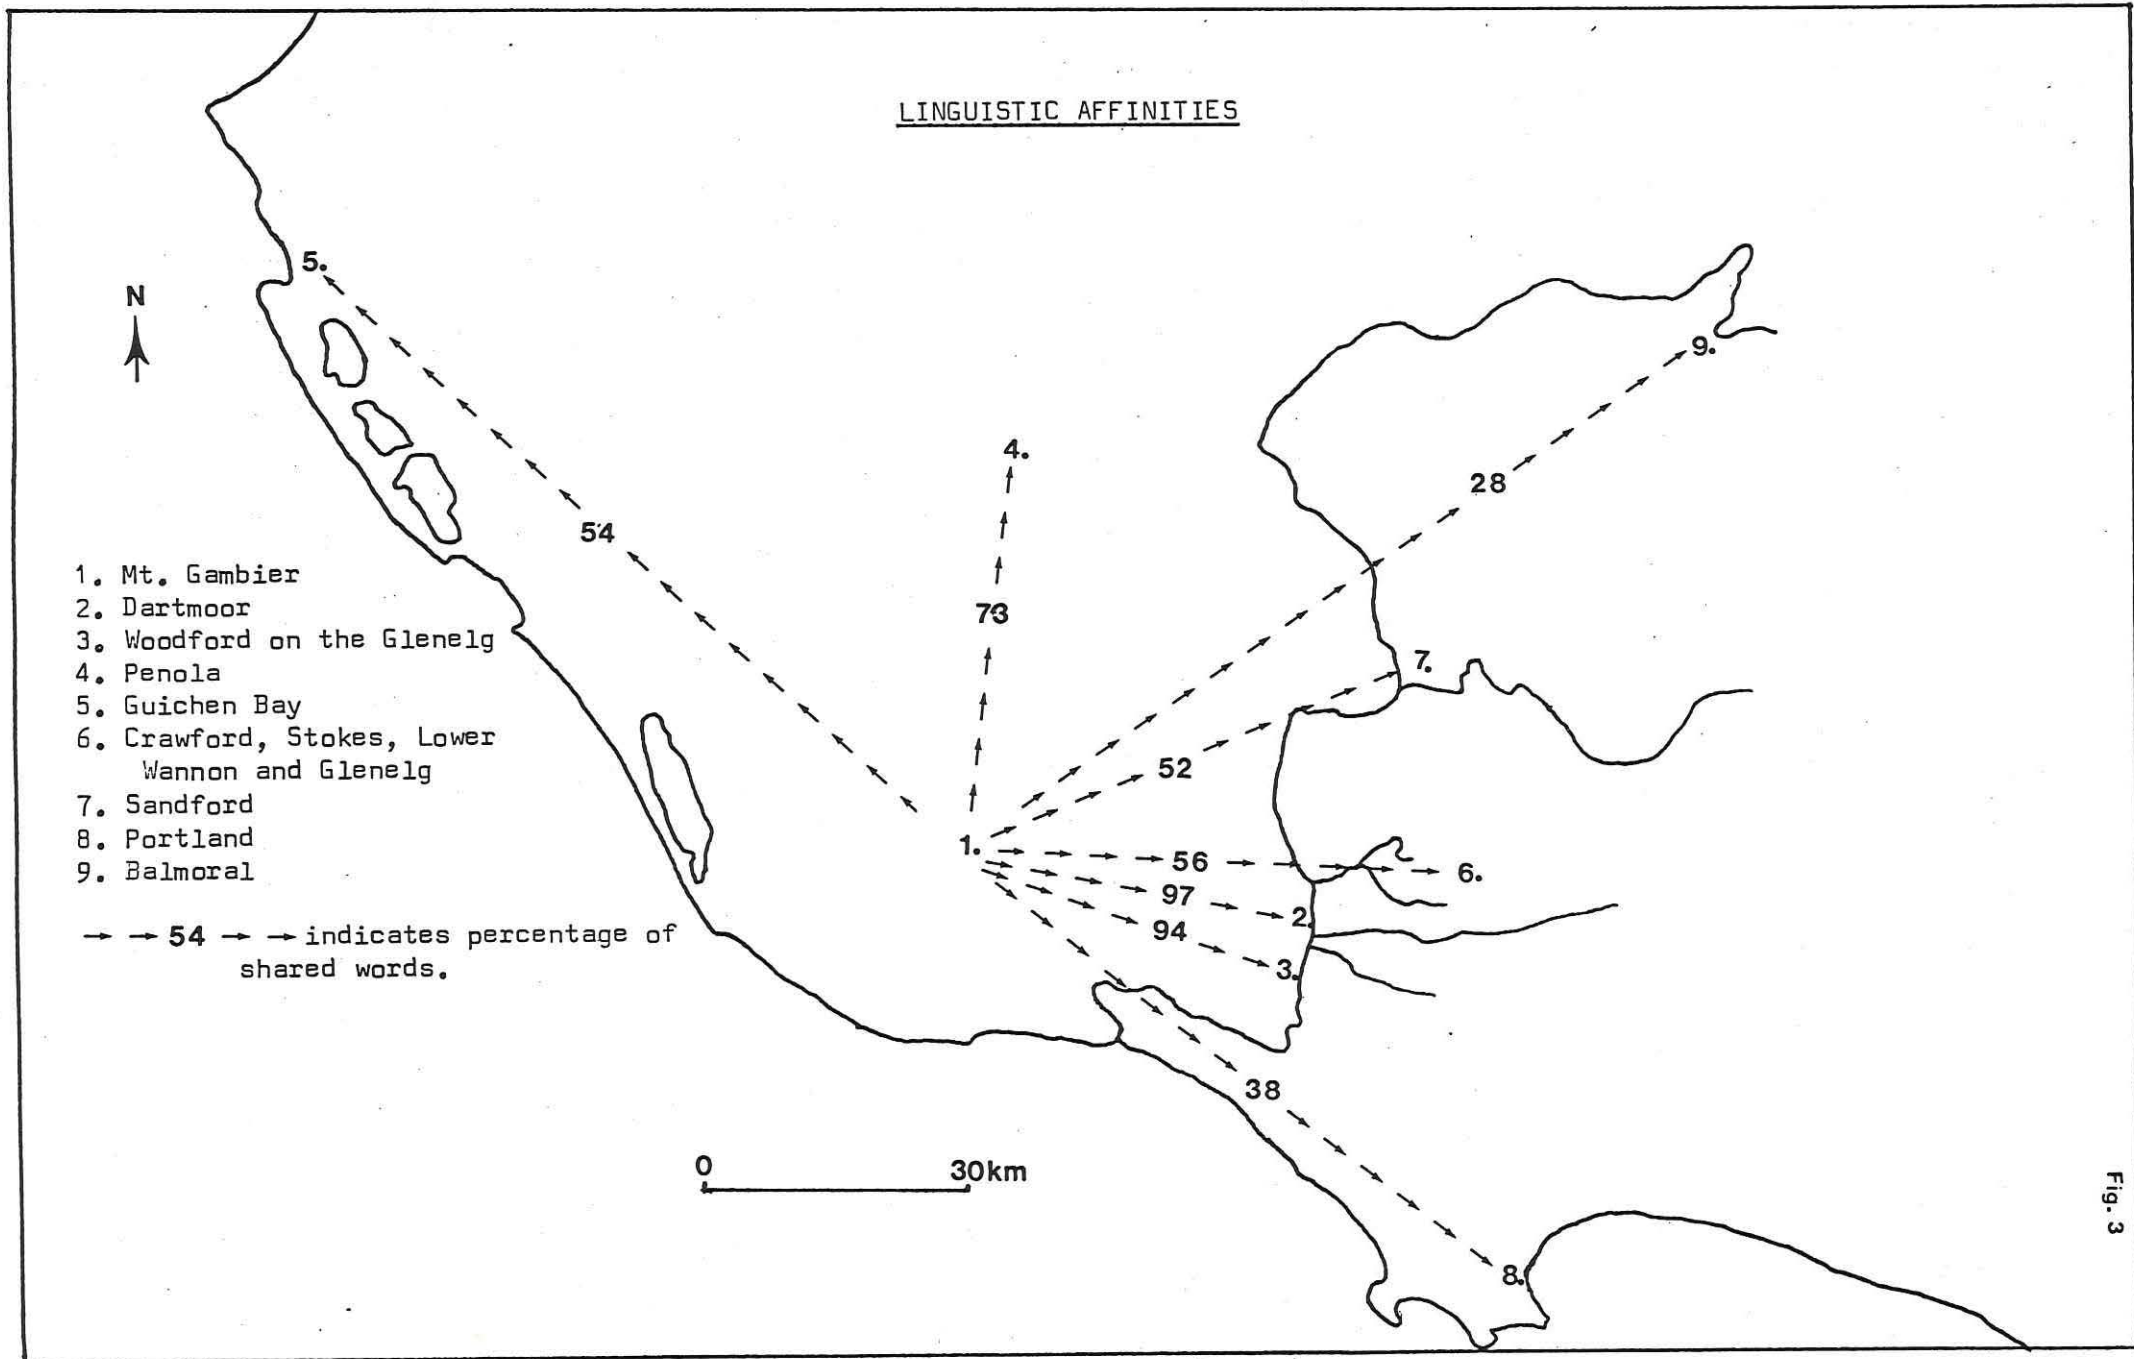 LINGUISTIC AFFINITIES
5.
N
9.
4.
28
54
73
7.
52
1.
56
6.
97
2.
94
3.
38
8.
1. Mt. Gambier
2. Dartmoor
3. Woodford on the Glenelg
4. Penola
5. Guichen Bay
6. Crawford, Stokes, Lower
Wannon and Glenelg
7. Sandford
8. Portland
9. Balmoral
54 indicates percentage of
shared words.
0 30km
Fig. 3